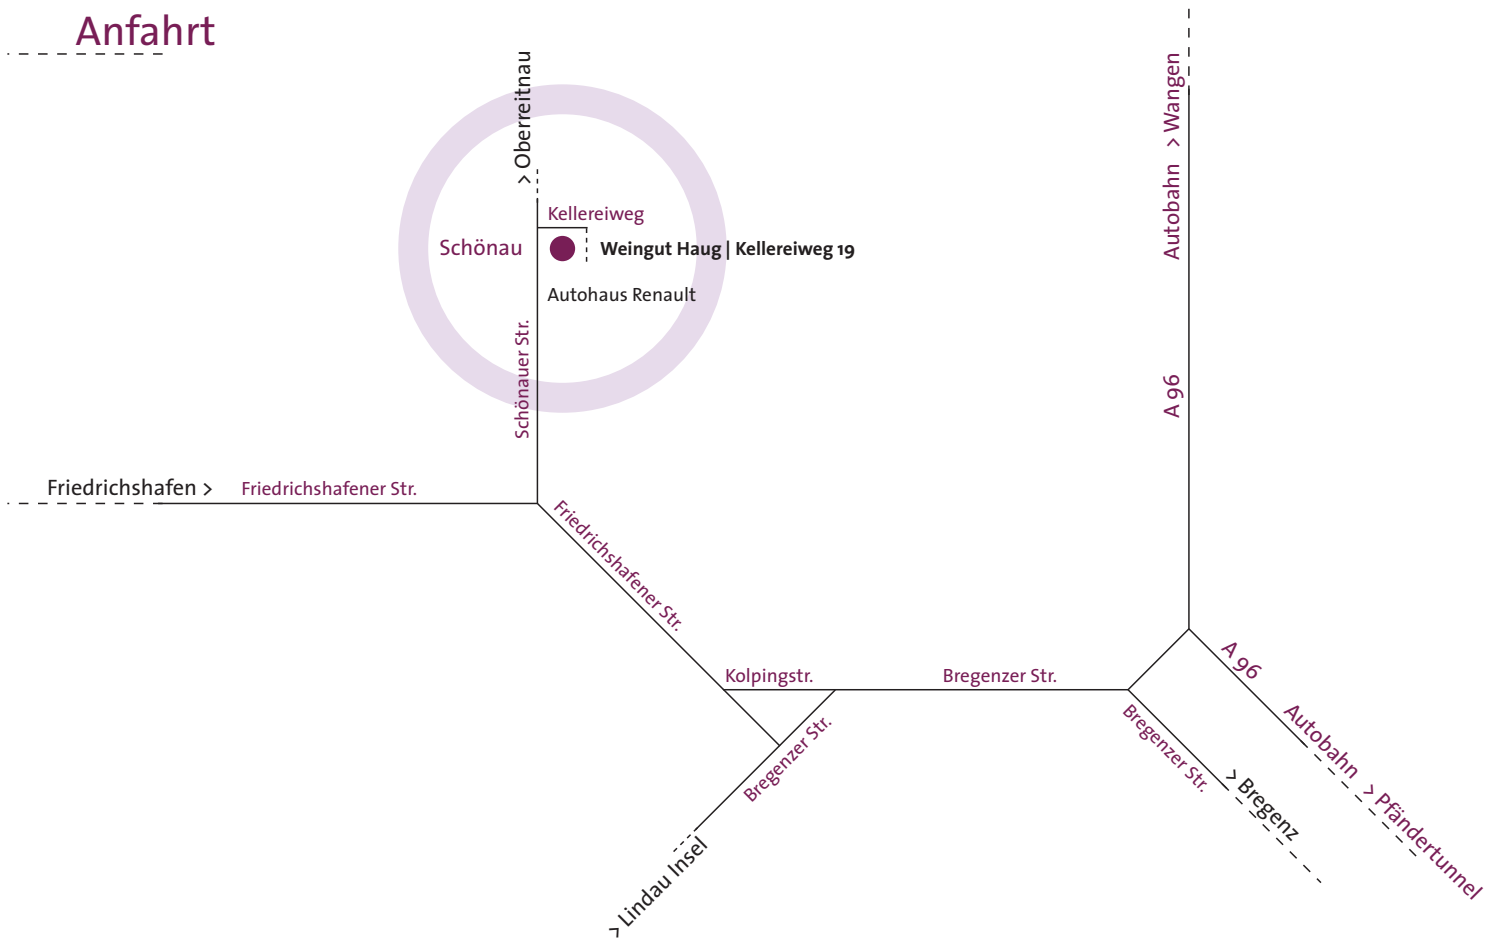 Anfahrt
> Oberreitnau
Autobahn > Wangen
Kellereiweg
Schönau
Weingut Haug | Kellereiweg 19
Autohaus Renault
Schönauer Str.
A 96
Friedrichshafen >
Friedrichshafener Str.
Friedrichshafener Str.
Kolpingstr.
Bregenzer Str.
A 96
Autobahn > Pfändertunnel
Bregenzer Str.
Bregenzer Str.
> Bregenz
> Lindau Insel